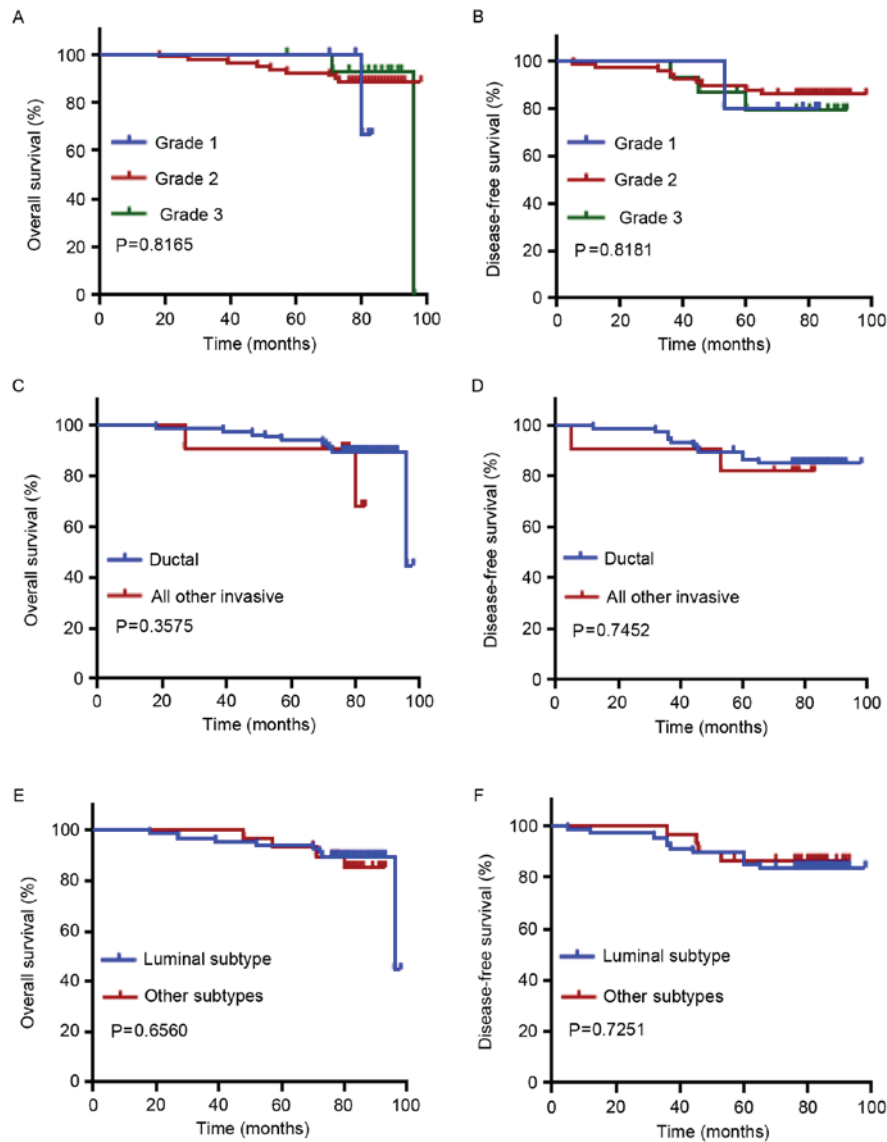 A
Overall survival (%)
100
80
60
40
20
0
Grade 1
Grade 2
Grade 3
P=0.8165
0 20 40 60 80 100
Time (months)
B
Disease-free survival (%)
100
80
60
40
20
0
Grade 1
Grade 2
Grade 3
P=0.8181
0 20 40 60 80 100
Time (months)
C
Overall survival (%)
100
80
60
40
20
0
Ductal
All other invasive
P=0.3575
0 20 40 60 80 100
Time (months)
D
Disease-free survival (%)
100
80
60
40
20
0
Ductal
All other invasive
P=0.7452
0 20 40 60 80 100
Time (months)
E
Overall survival (%)
100
80
60
40
20
0
Luminal subtype
Other subtypes
P=0.6560
0 20 40 60 80 100
Time (months)
F
Disease-free survival (%)
100
80
60
40
20
0
Luminal subtype
Other subtypes
P=0.7251
0 20 40 60 80 100
Time (months)